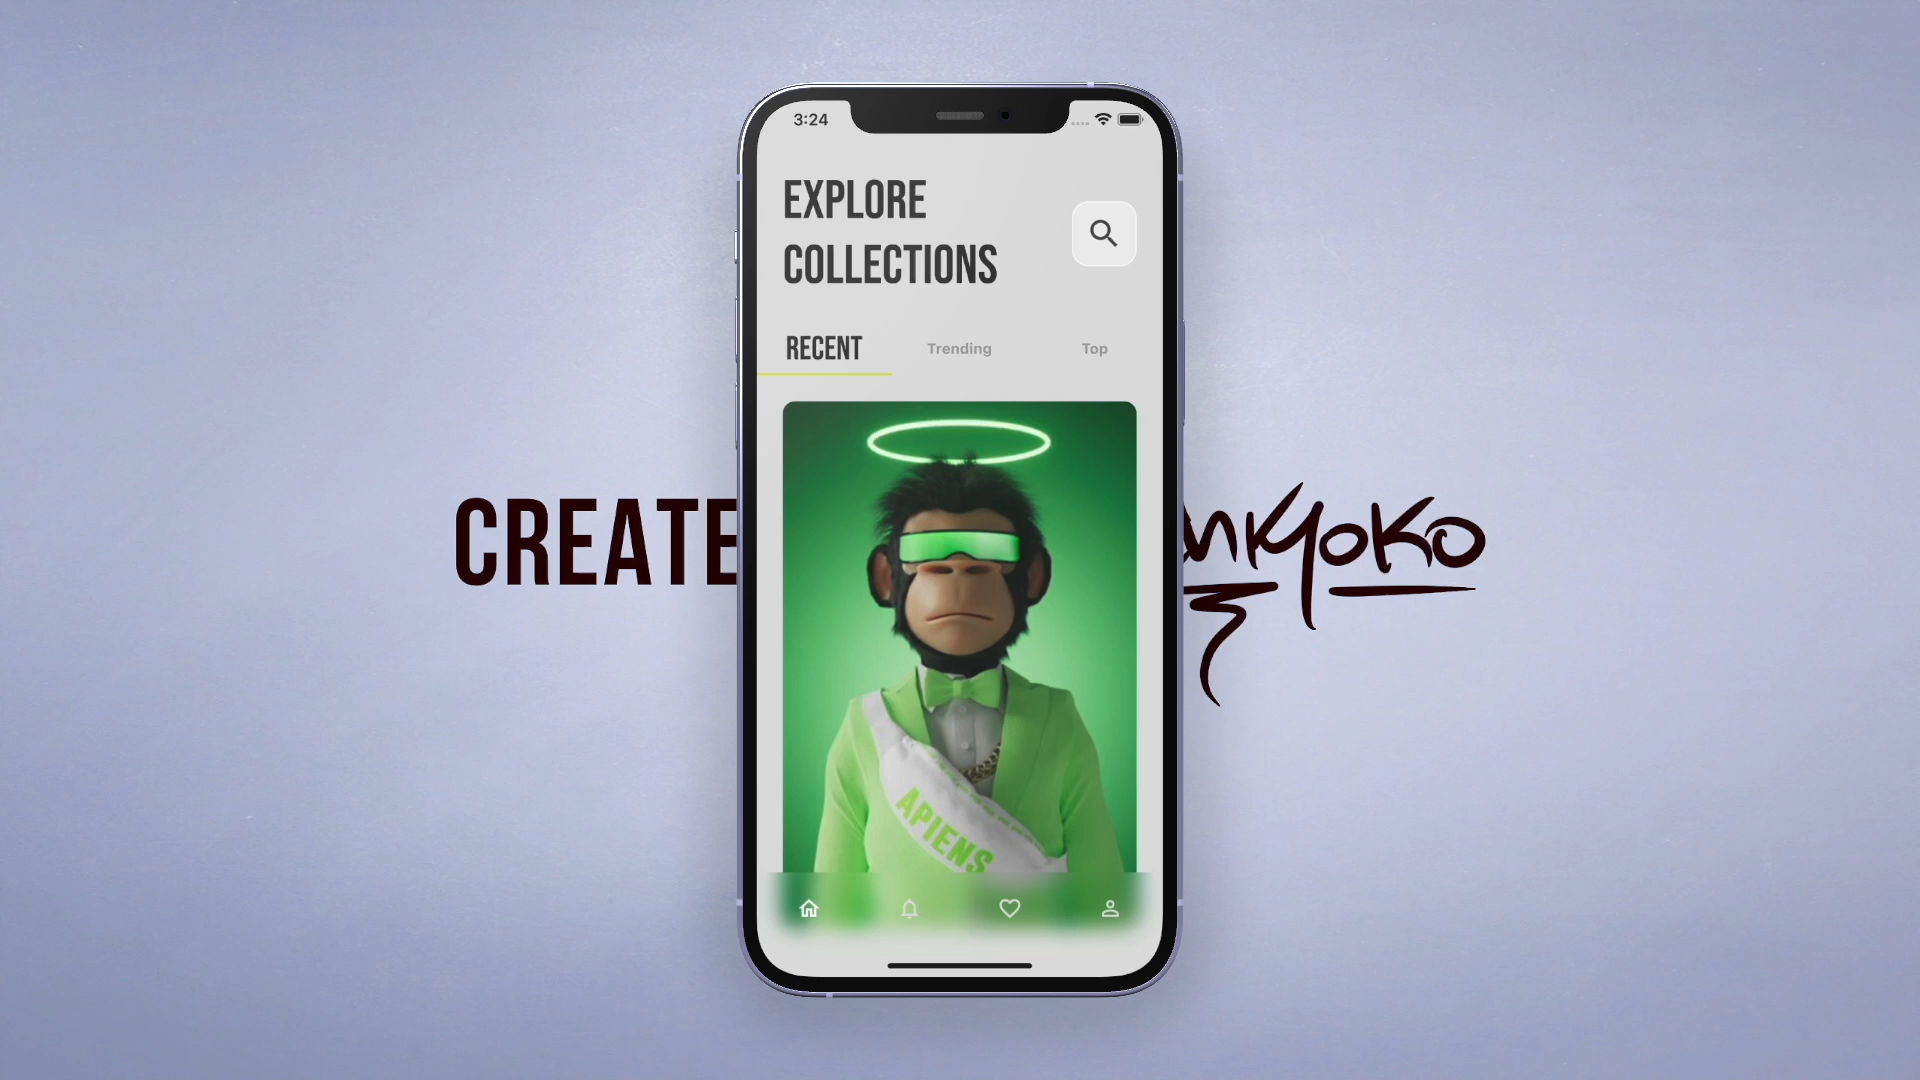 3:24
EXPLORE
COLLECTIONS
RECENT
Trending
Top
CREATE
APIENS